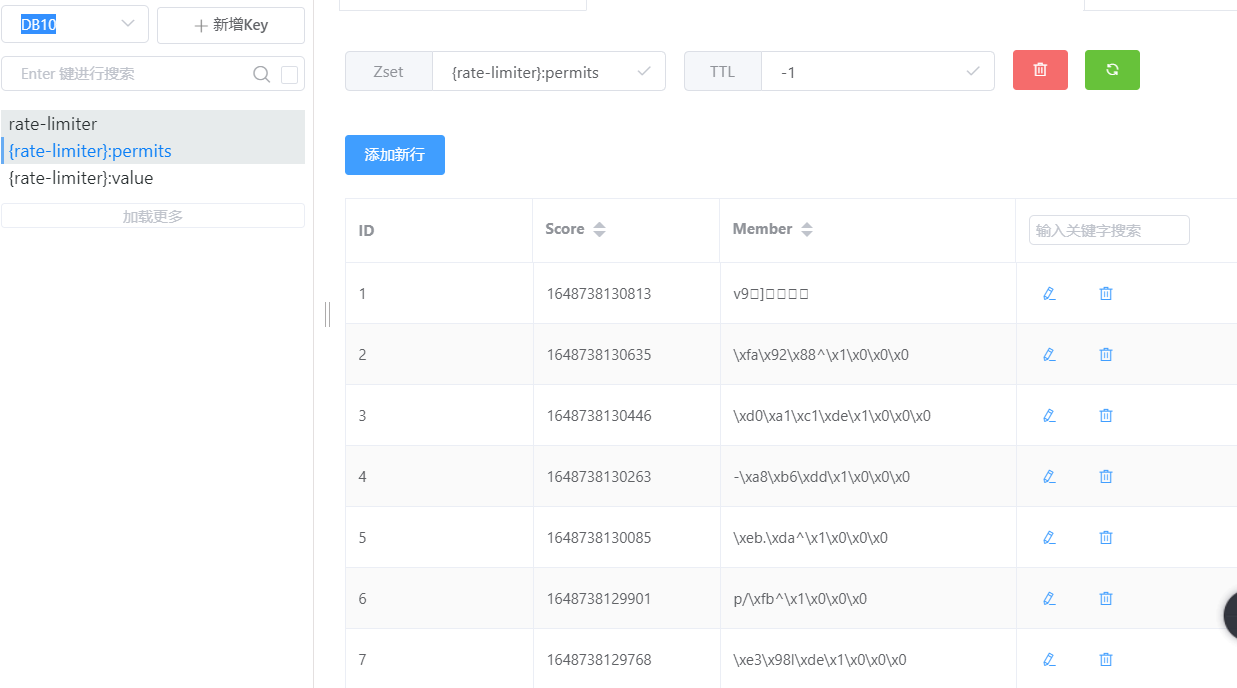 DB10
新增Key
Enter 键进行搜索
rate-limiter
{rate-limiter}:permits
{rate-limiter}:value
加载更多
Zset {rate-limiter}:permits TTL -1
添加新行
ID Score Member 输入关键字搜索
1 1648738130813 v9
2 1648738130635 \xfa\x92\x88^\x1\x0\x0\x0
3 1648738130446 \xd0\xa1\xc1\xde\x1\x0\x0\x0
4 1648738130263 -\xa8\xb6\xdd\x1\x0\x0\x0
5 1648738130085 \xeb.\xda^\x1\x0\x0\x0
6 1648738129901 p/\xfb^\x1\x0\x0\x0
7 1648738129768 \xe3\x98l\xde\x1\x0\x0\x0